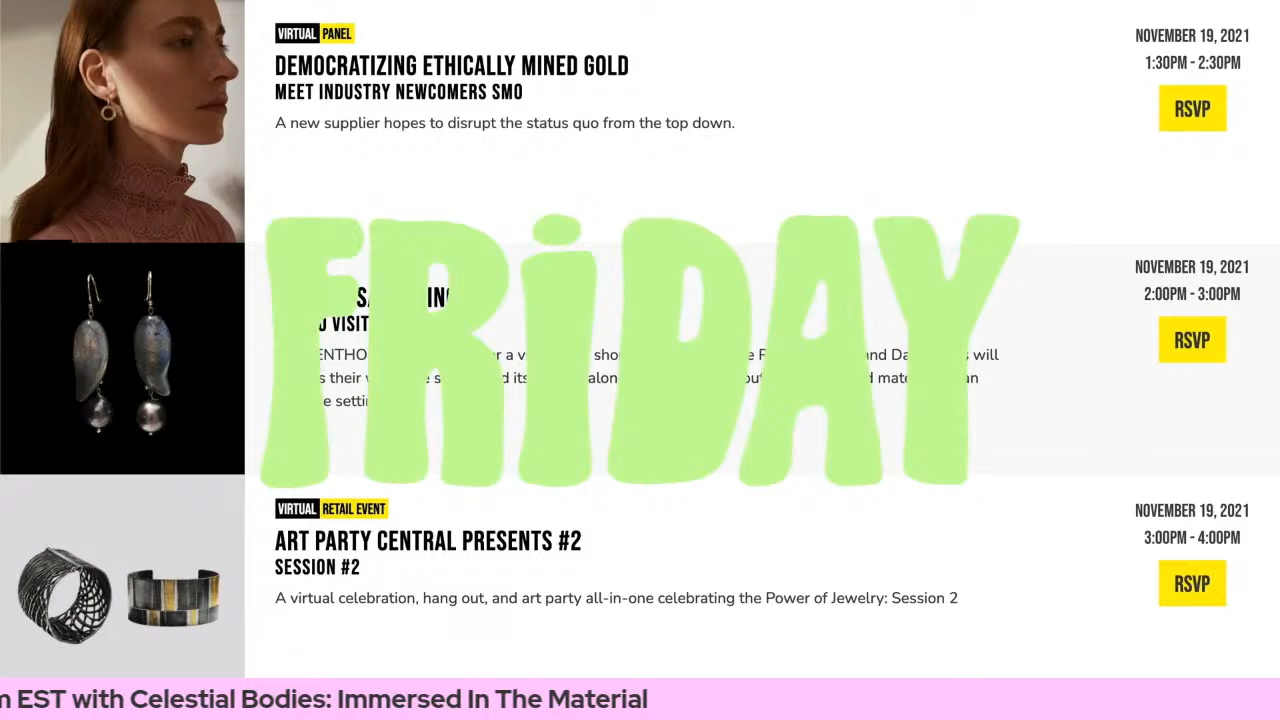 VIRTUAL PANEL
DEMOCRATIZING ETHICALLY MINED GOLD
MEET INDUSTRY NEWCOMERS SMO
A new supplier hopes to disrupt the status quo from the top down.
NOVEMBER 19, 2021
1:30PM - 2:30PM
RSVP
FRiDAY
VISIT
a
their
will
NOVEMBER 19, 2021
2:00PM - 3:00PM
RSVP
VIRTUAL RETAIL EVENT
ART PARTY CENTRAL PRESENTS #2
SESSION #2
A virtual celebration, hang out, and art party all-in-one celebrating the Power of Jewelry: Session 2
NOVEMBER 19, 2021
3:00PM - 4:00PM
RSVP
EST with Celestial Bodies: Immersed In The Material